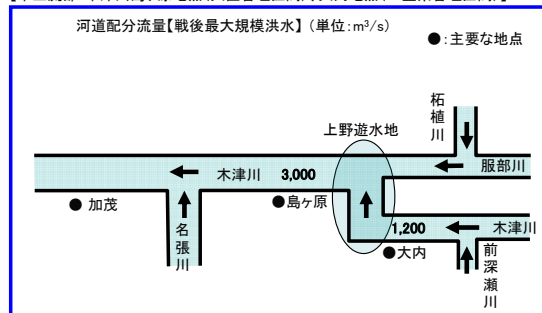 河道配分流量【戦後最大規模洪水】（単位：m³/s）
●：主要な地点
柘植川
上野遊水地
服部川
木津川
3,000
● 加茂
名張川
●島ヶ原
1,200
木津川
●大内
前深瀬川